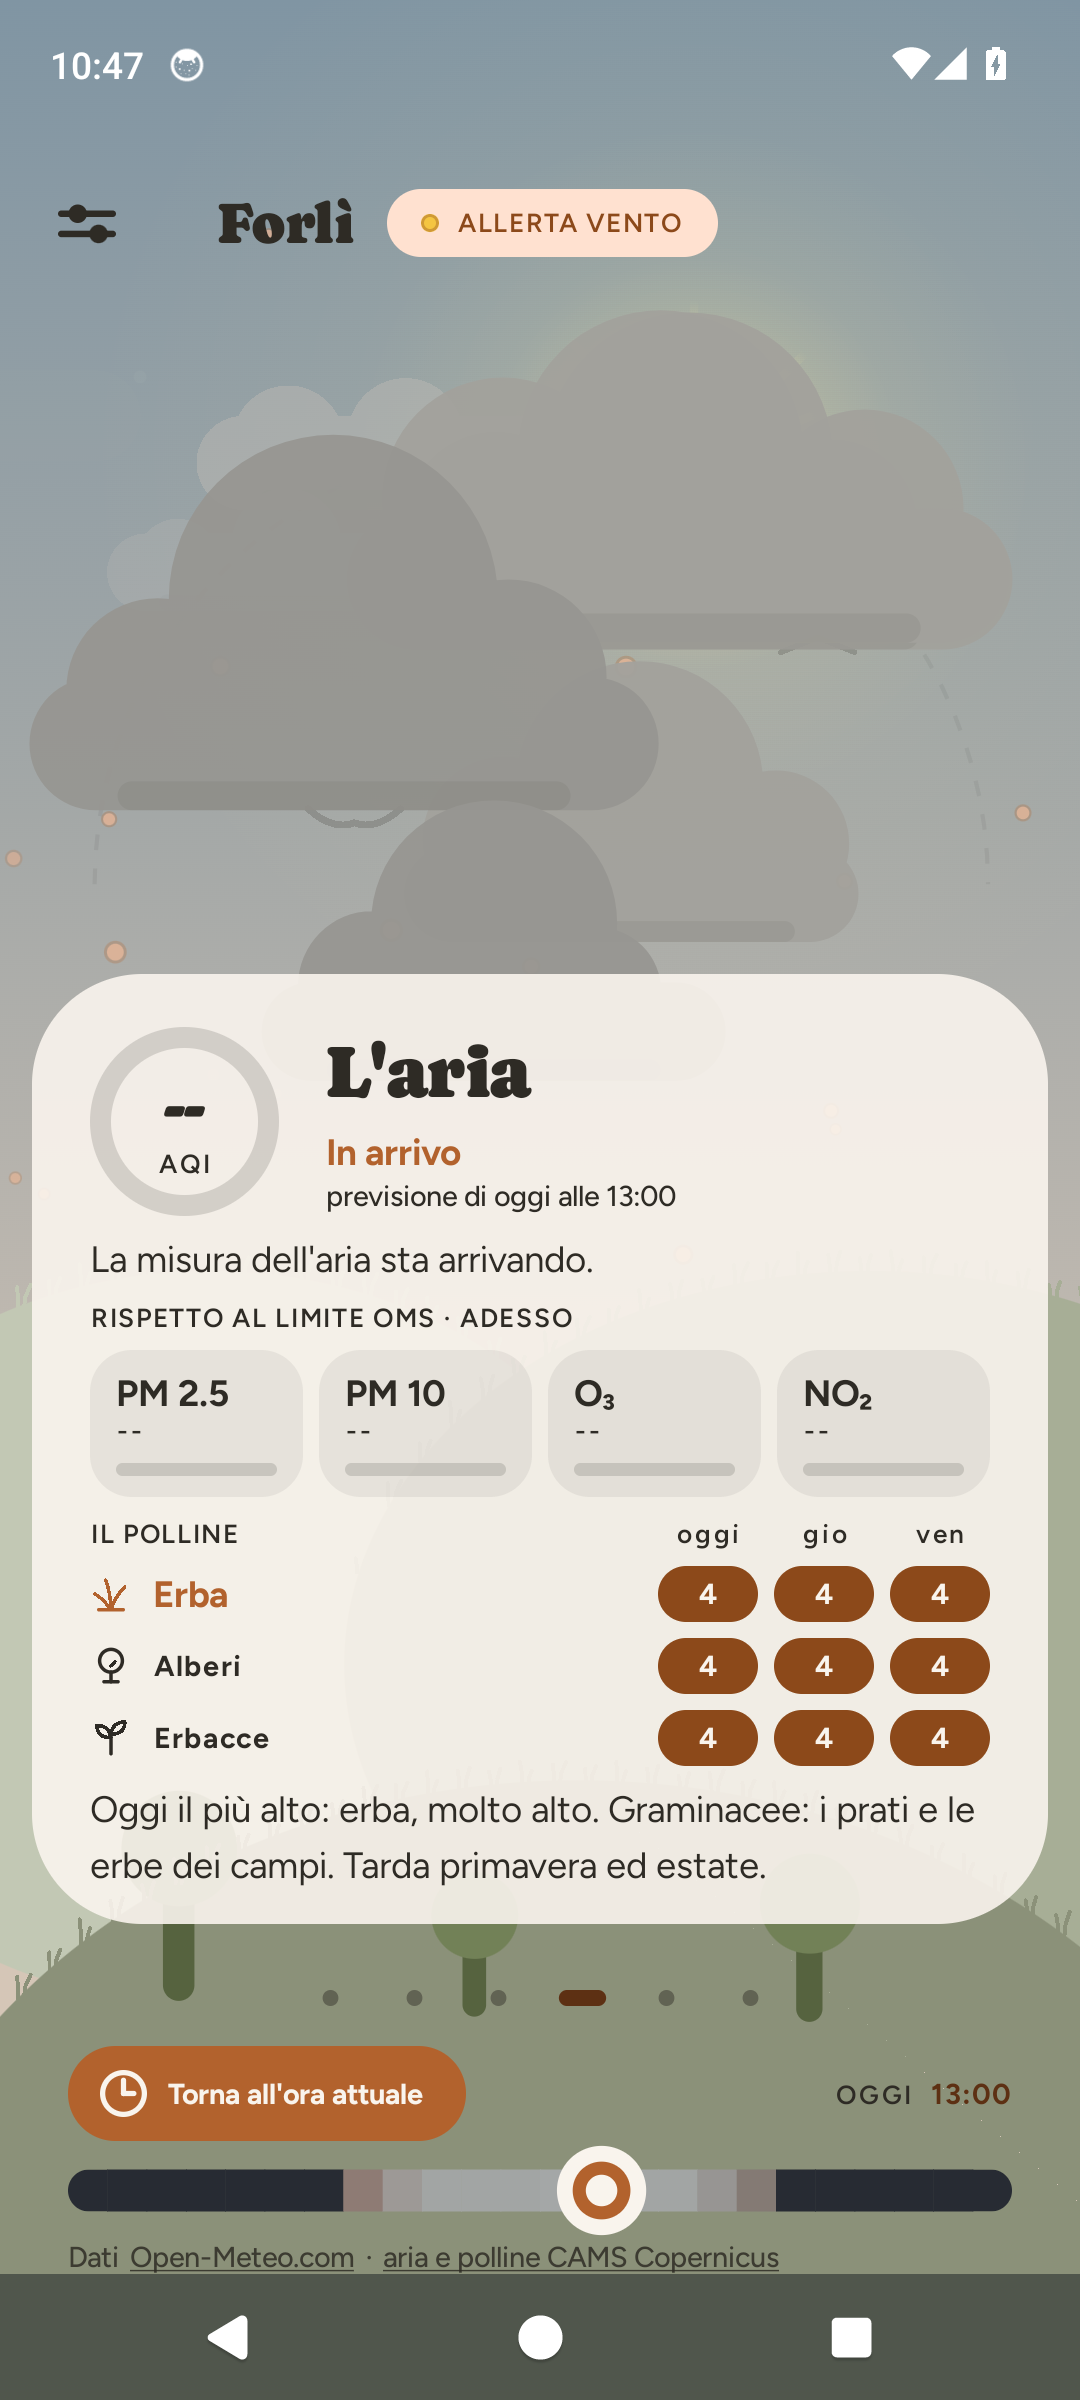 10:47
Forlì
ALLERTA VENTO
--
AQI
L'aria
In arrivo
previsione di oggi alle 13:00
La misura dell'aria sta arrivando.
RISPETTO AL LIMITE OMS · ADESSO
PM 2.5 PM 10 O₃ NO₂
-- -- -- --
IL POLLINE oggi gio ven
Erba 4 4 4
Alberi 4 4 4
Erbacce 4 4 4
Oggi il più alto: erba, molto alto. Graminacee: i prati e le
erbe dei campi. Tarda primavera ed estate.
Torna all'ora attuale
OGGI 13:00
Dati Open-Meteo.com · aria e polline CAMS Copernicus